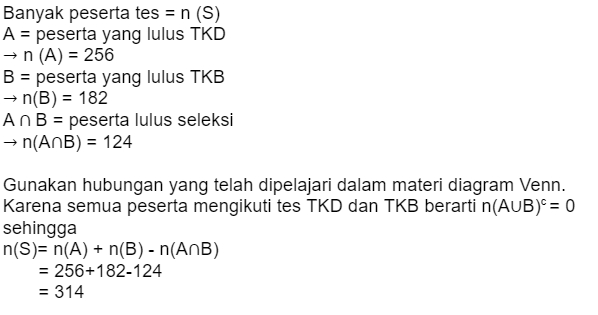 Banyak peserta tes = n (S)
A = peserta yang lulus TKD
→ n (A) = 256
B = peserta yang lulus TKB
→ n(B) = 182
A ∩ B = peserta lulus seleksi
→ n(A∩B) = 124
Gunakan hubungan yang telah dipelajari dalam materi diagram Venn.
Karena semua peserta mengikuti tes TKD dan TKB berarti n(A∪B)ᶜ = 0
sehingga
n(S)= n(A) + n(B) - n(A∩B)
= 256+182-124
= 314